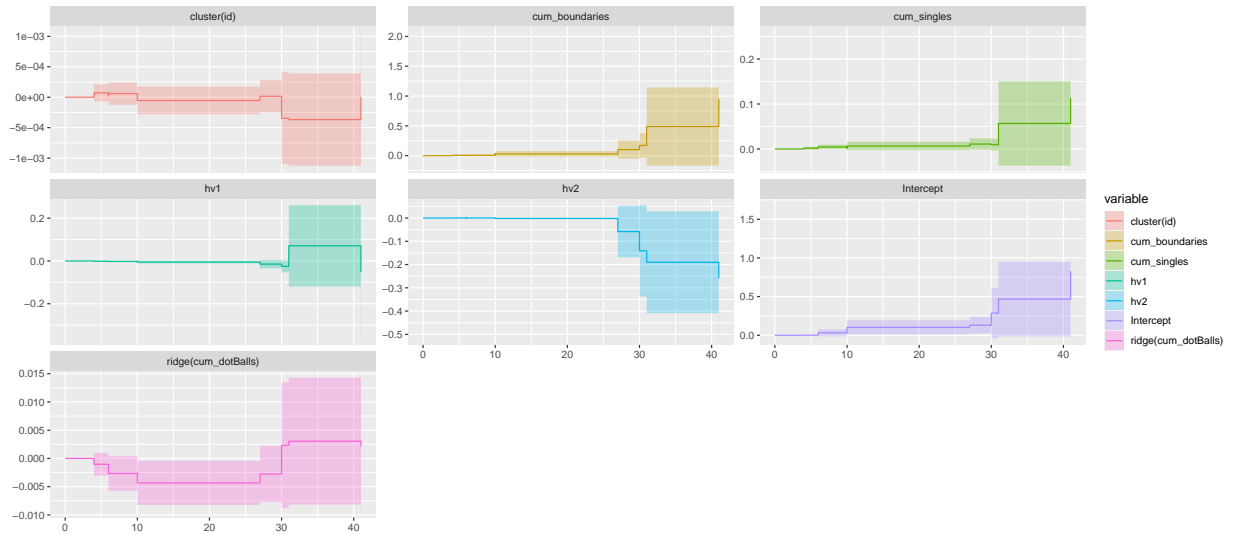 cluster(id) cum_boundaries cum_singles
1e−03
5e−04
0e+00
−5e−04
−1e−03
2.0
1.5
1.0
0.5
0.0
0.2
0.1
0.0
hv1 hv2 Intercept
0.2
0.0
−0.2
0.0
−0.1
−0.2
−0.3
−0.4
−0.5
1.5
1.0
0.5
0.0
0 10 20 30 40
0 10 20 30 40
ridge(cum_dotBalls)
0.015
0.010
0.005
0.000
−0.005
−0.010
0 10 20 30 40
variable
cluster(id)
cum_boundaries
cum_singles
hv1
hv2
Intercept
ridge(cum_dotBalls)